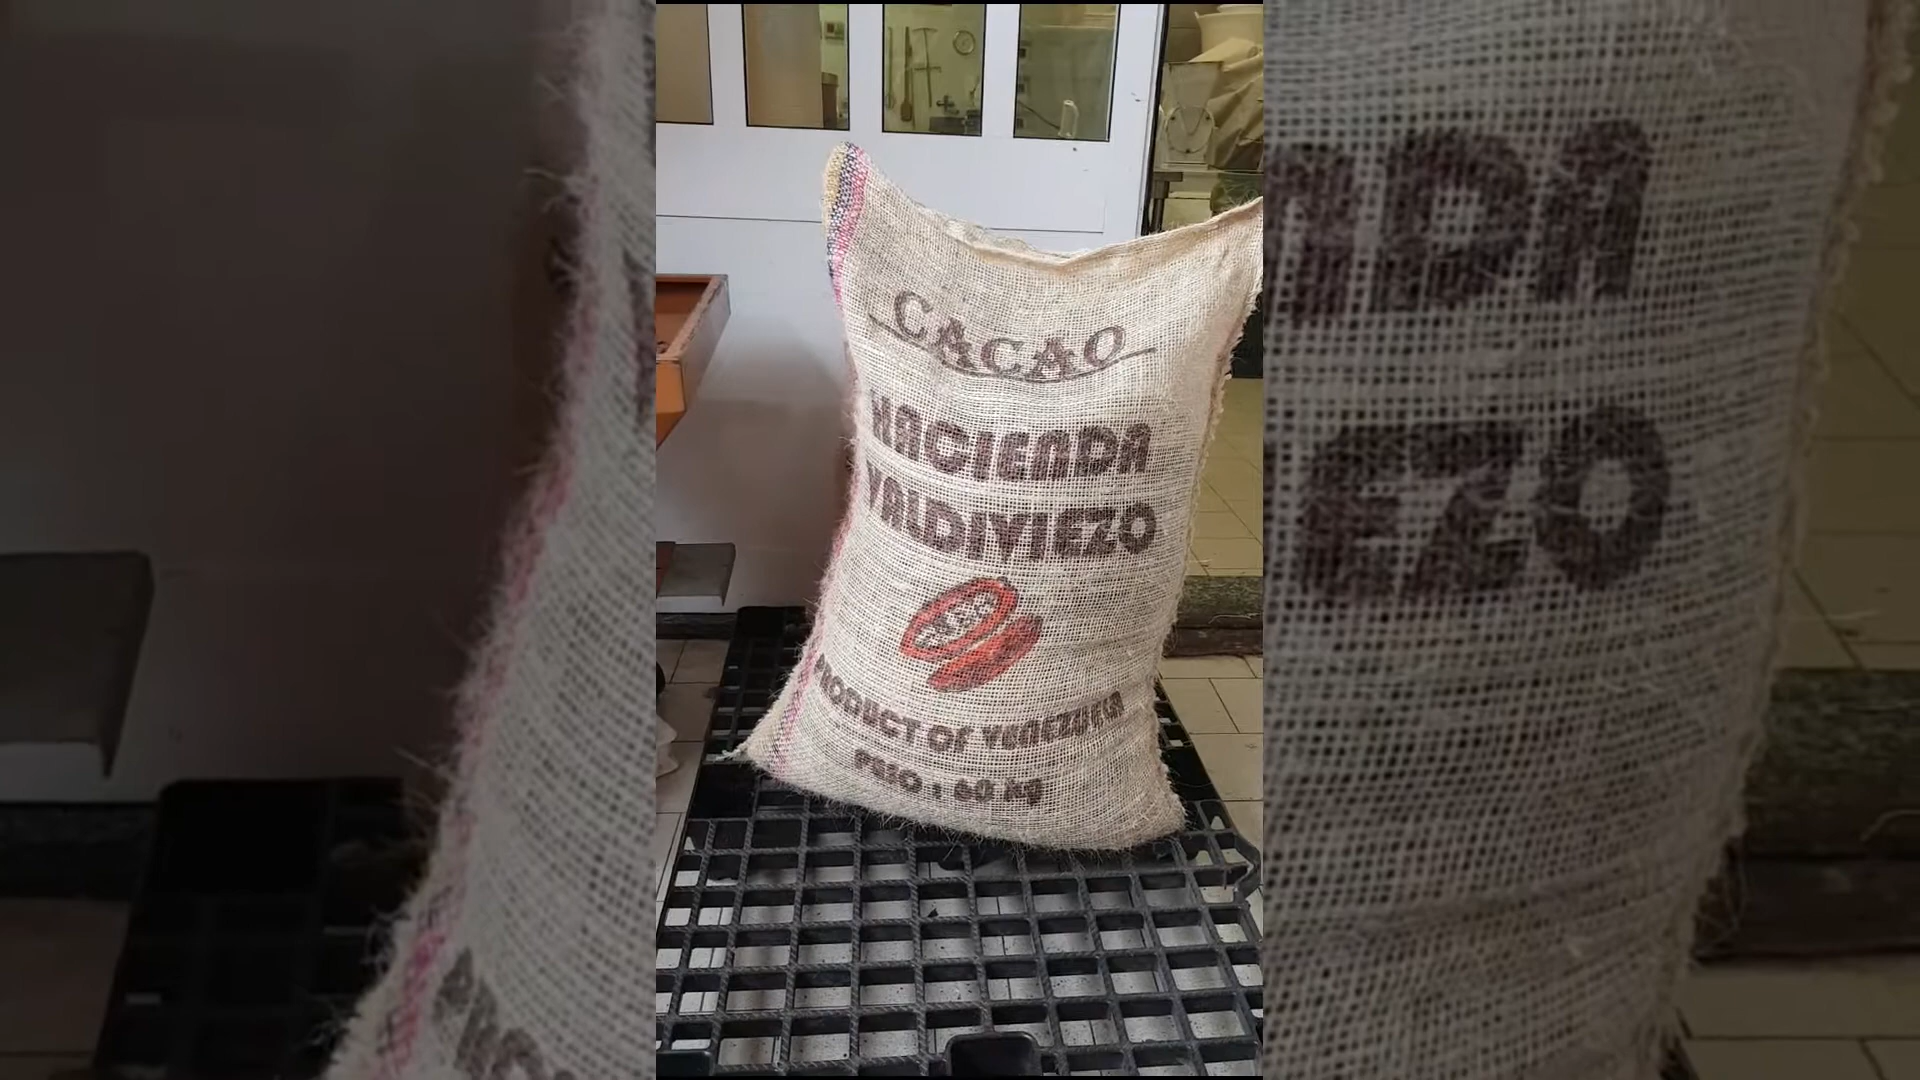 CACAO
HACIENDA
VALDIVIEZO
PRODUCT OF VENEZUELA
PESO : 60 kg